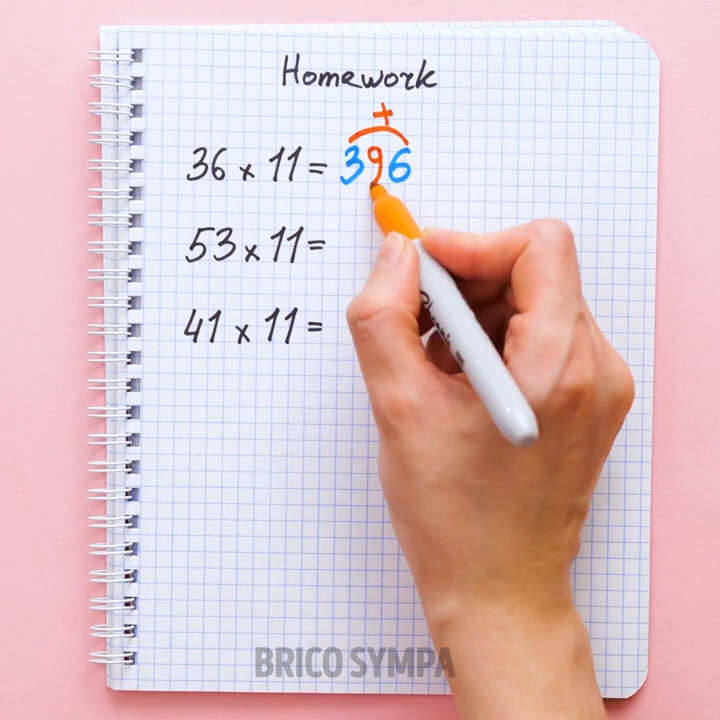 Homework
+
36 x 11 = 396
53 x 11 =
41 x 11 =
BRICO SYMPA